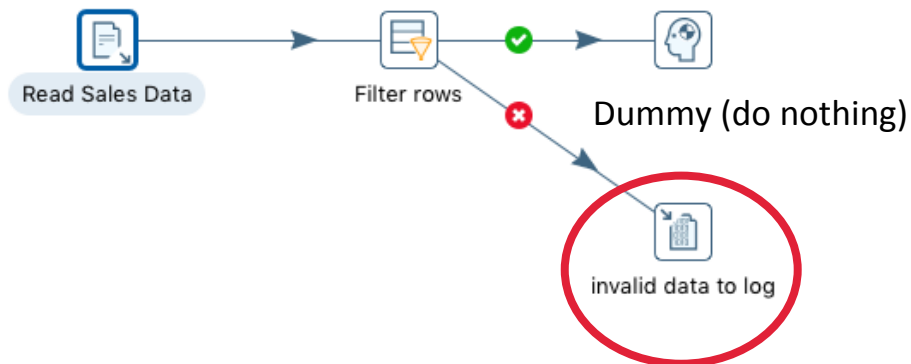 Read Sales Data
Filter rows
Dummy (do nothing)
invalid data to log